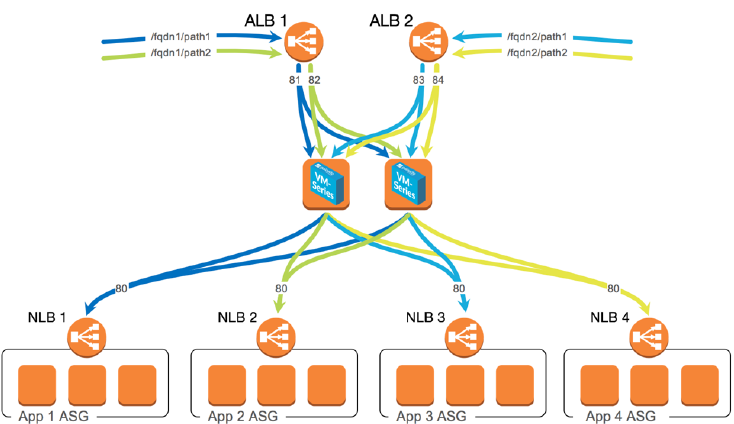 ALB 1
ALB 2
/fqdn1/path1
/fqdn2/path1
/fqdn1/path2
/fqdn2/path2
81
82
83
84
VM-
Series
VM-
Series
80
80
80
80
NLB 1
NLB 2
NLB 3
NLB 4
App 1 ASG
App 2 ASG
App 3 ASG
App 4 ASG